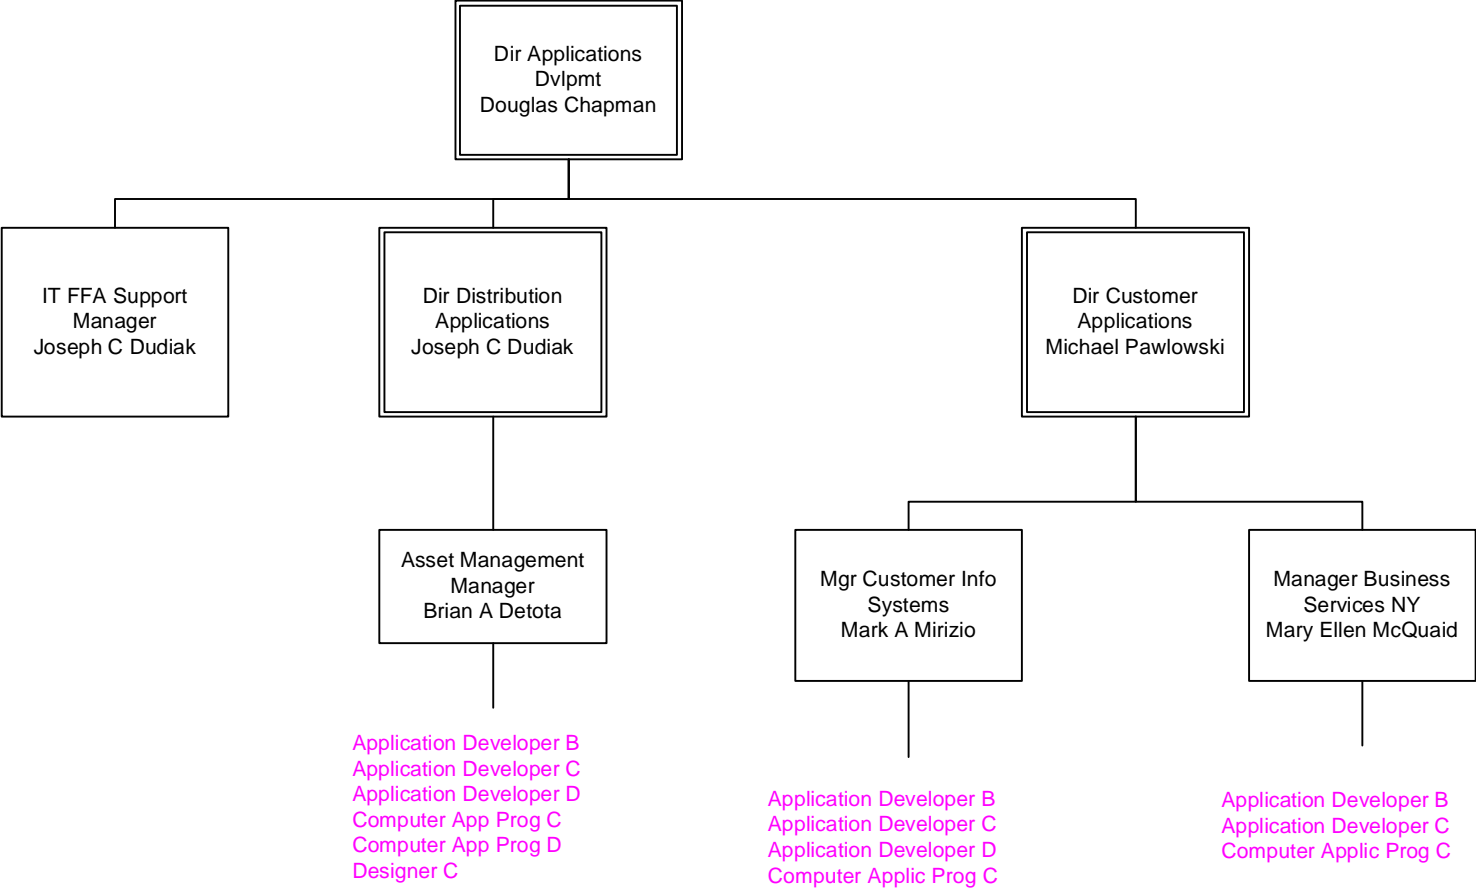 Dir Applications
Dvlpmt
Douglas Chapman
IT FFA Support
Manager
Joseph C Dudiak
Dir Distribution
Applications
Joseph C Dudiak
Dir Customer
Applications
Michael Pawlowski
Asset Management
Manager
Brian A Detota
Mgr Customer Info
Systems
Mark A Mirizio
Manager Business
Services NY
Mary Ellen McQuaid
Application Developer B
Application Developer C
Application Developer D
Computer App Prog C
Computer App Prog D
Designer C
Application Developer B
Application Developer C
Application Developer D
Computer Applic Prog C
Application Developer B
Application Developer C
Computer Applic Prog C